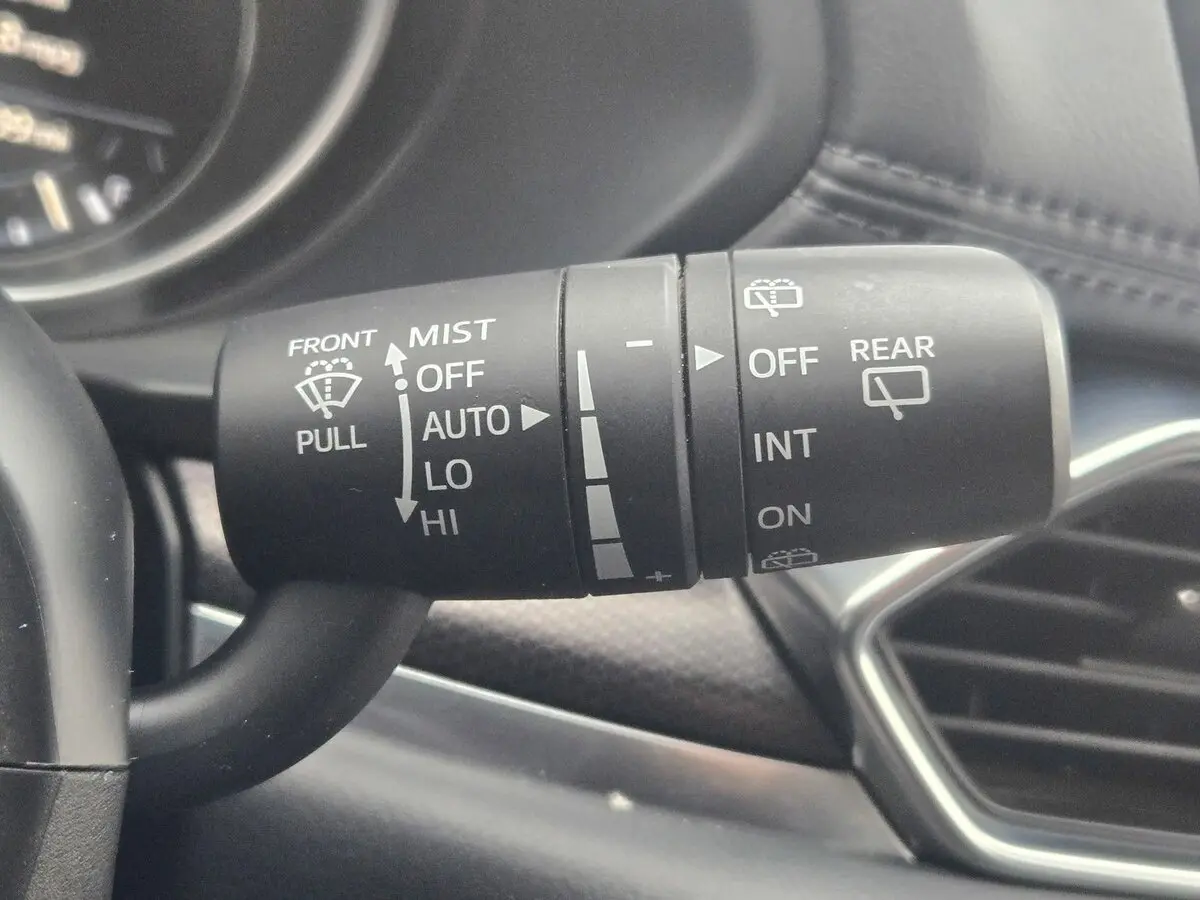 FRONT
PULL
MIST
OFF
AUTO
LO
HI
−
+
OFF
INT
ON
REAR